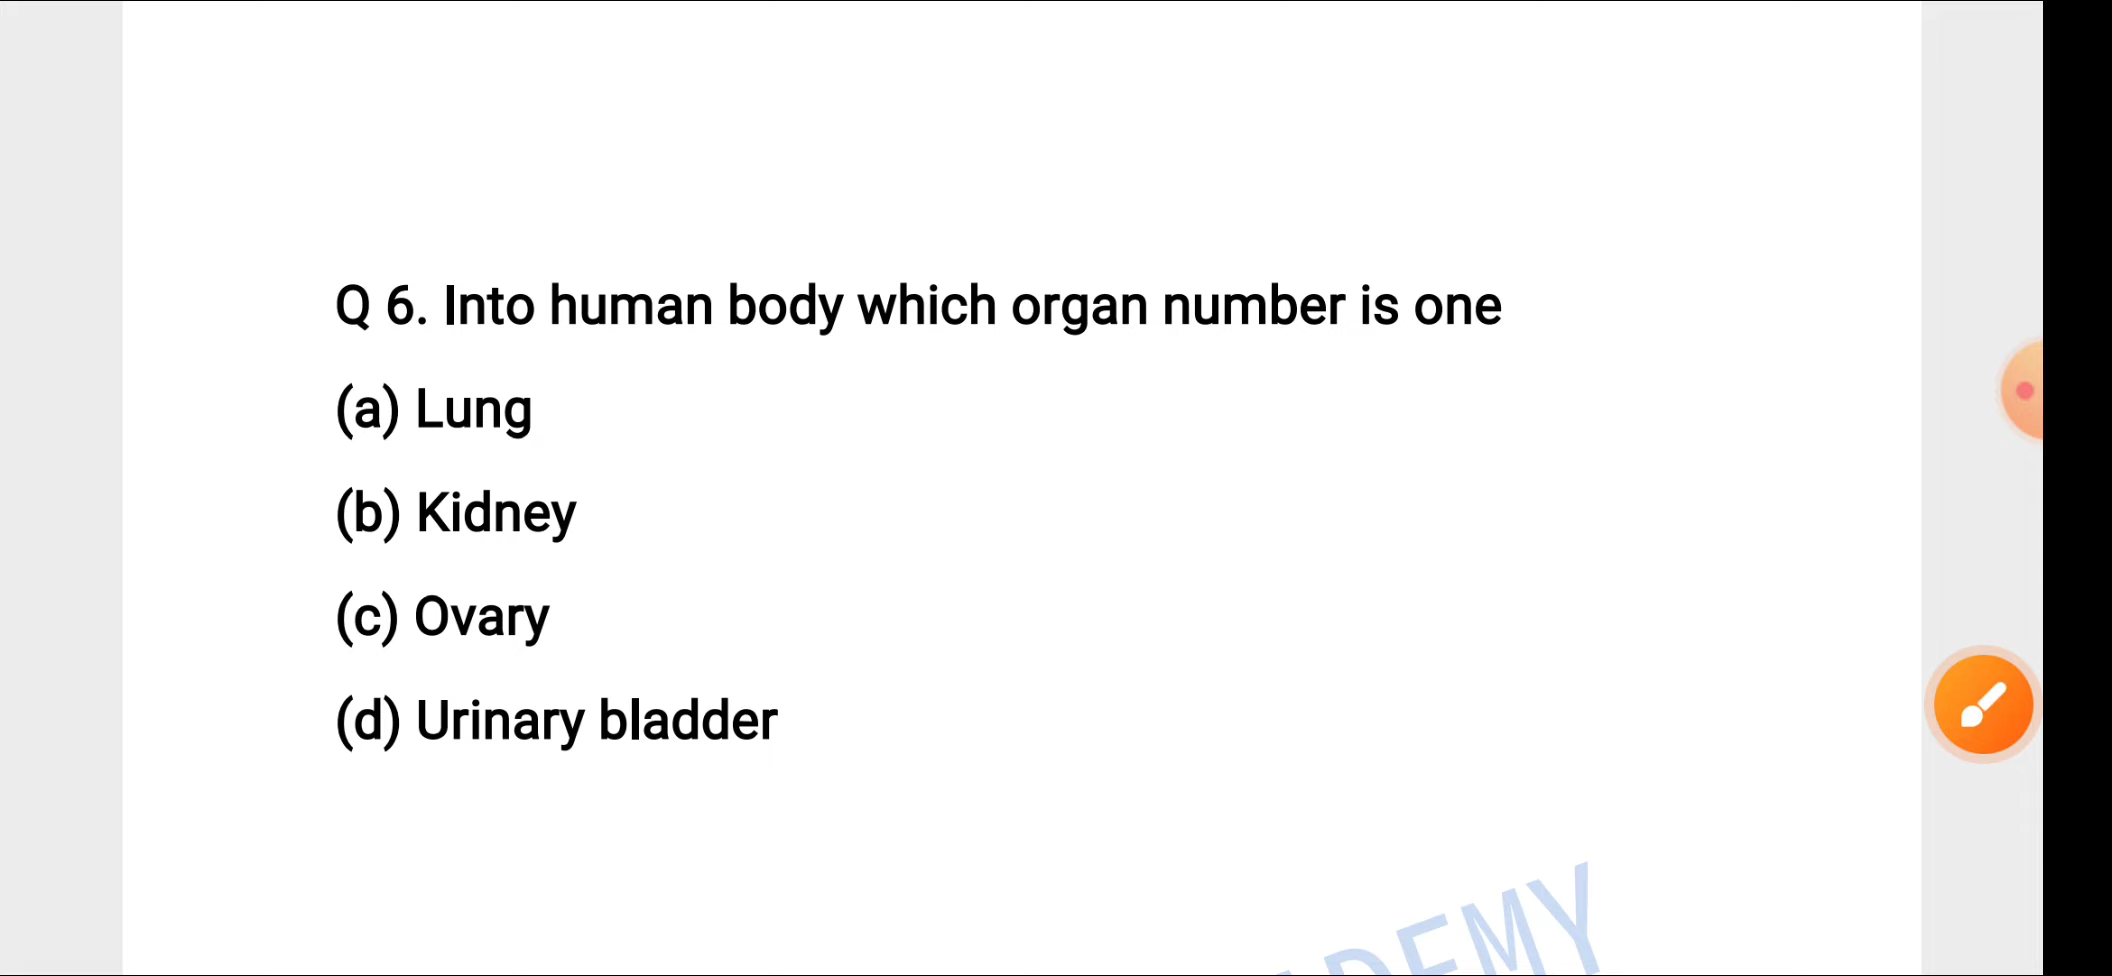 Q 6. Into human body which organ number is one
(a) Lung
(b) Kidney
(c) Ovary
(d) Urinary bladder